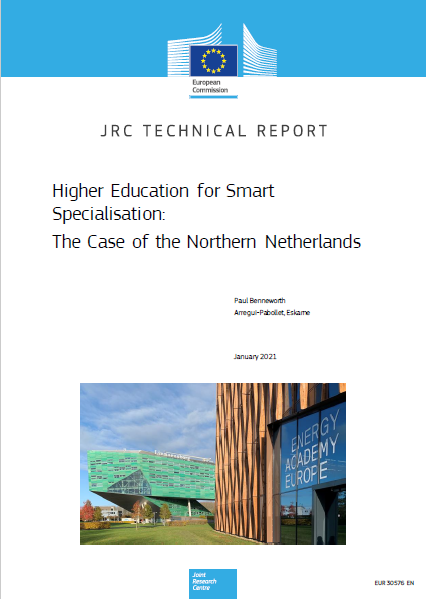 European
Commission
JRC TECHNICAL REPORT
Higher Education for Smart
Specialisation:
The Case of the Northern Netherlands
Paul Benneworth
Arregui-Pabollet, Eskarne
January 2021
ENERGY
ACADEMY
EUROPE
Joint
Research
Centre
EUR 30576 EN